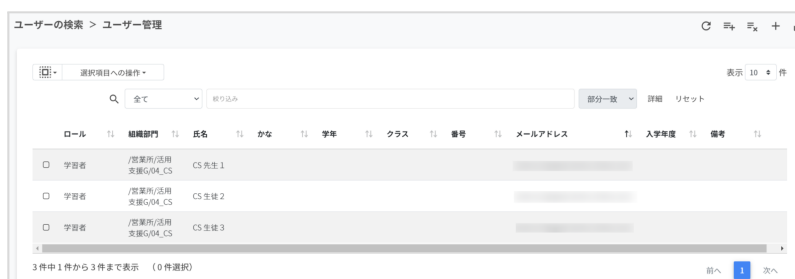 ユーザーの検索 > ユーザー管理
選択項目への操作
表示 10 件
全て 絞り込み 部分一致 詳細 リセット
ロール 組織部門 氏名 かな 学年 クラス 番号 メールアドレス 入学年度 備考
学習者 /営業所/活用 CS 先生 1
支援G/04_CS
学習者 /営業所/活用 CS 生徒 2
支援G/04_CS
学習者 /営業所/活用 CS 生徒 3
支援G/04_CS
3 件中 1 件から 3 件まで表示 （ 0 件選択） 前へ 1 次へ